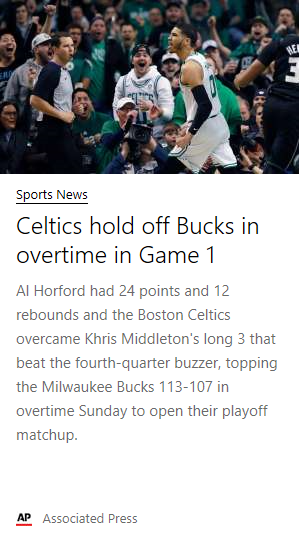 Sports News
Celtics hold off Bucks in
overtime in Game 1
Al Horford had 24 points and 12
rebounds and the Boston Celtics
overcame Khris Middleton's long 3 that
beat the fourth-quarter buzzer, topping
the Milwaukee Bucks 113-107 in
overtime Sunday to open their playoff
matchup.
AP Associated Press